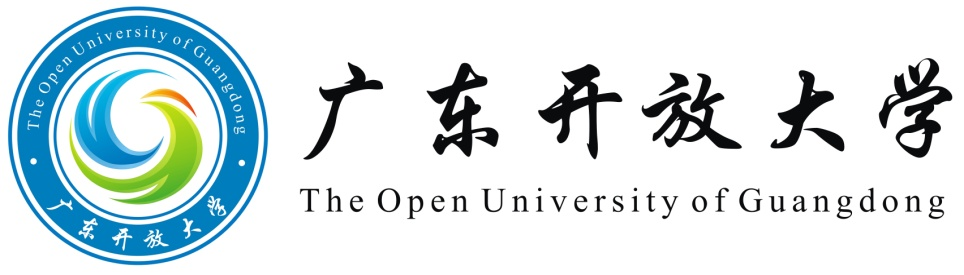 The Open University of Guangdong
广东开放大学
广东开放大学
The Open University of Guangdong